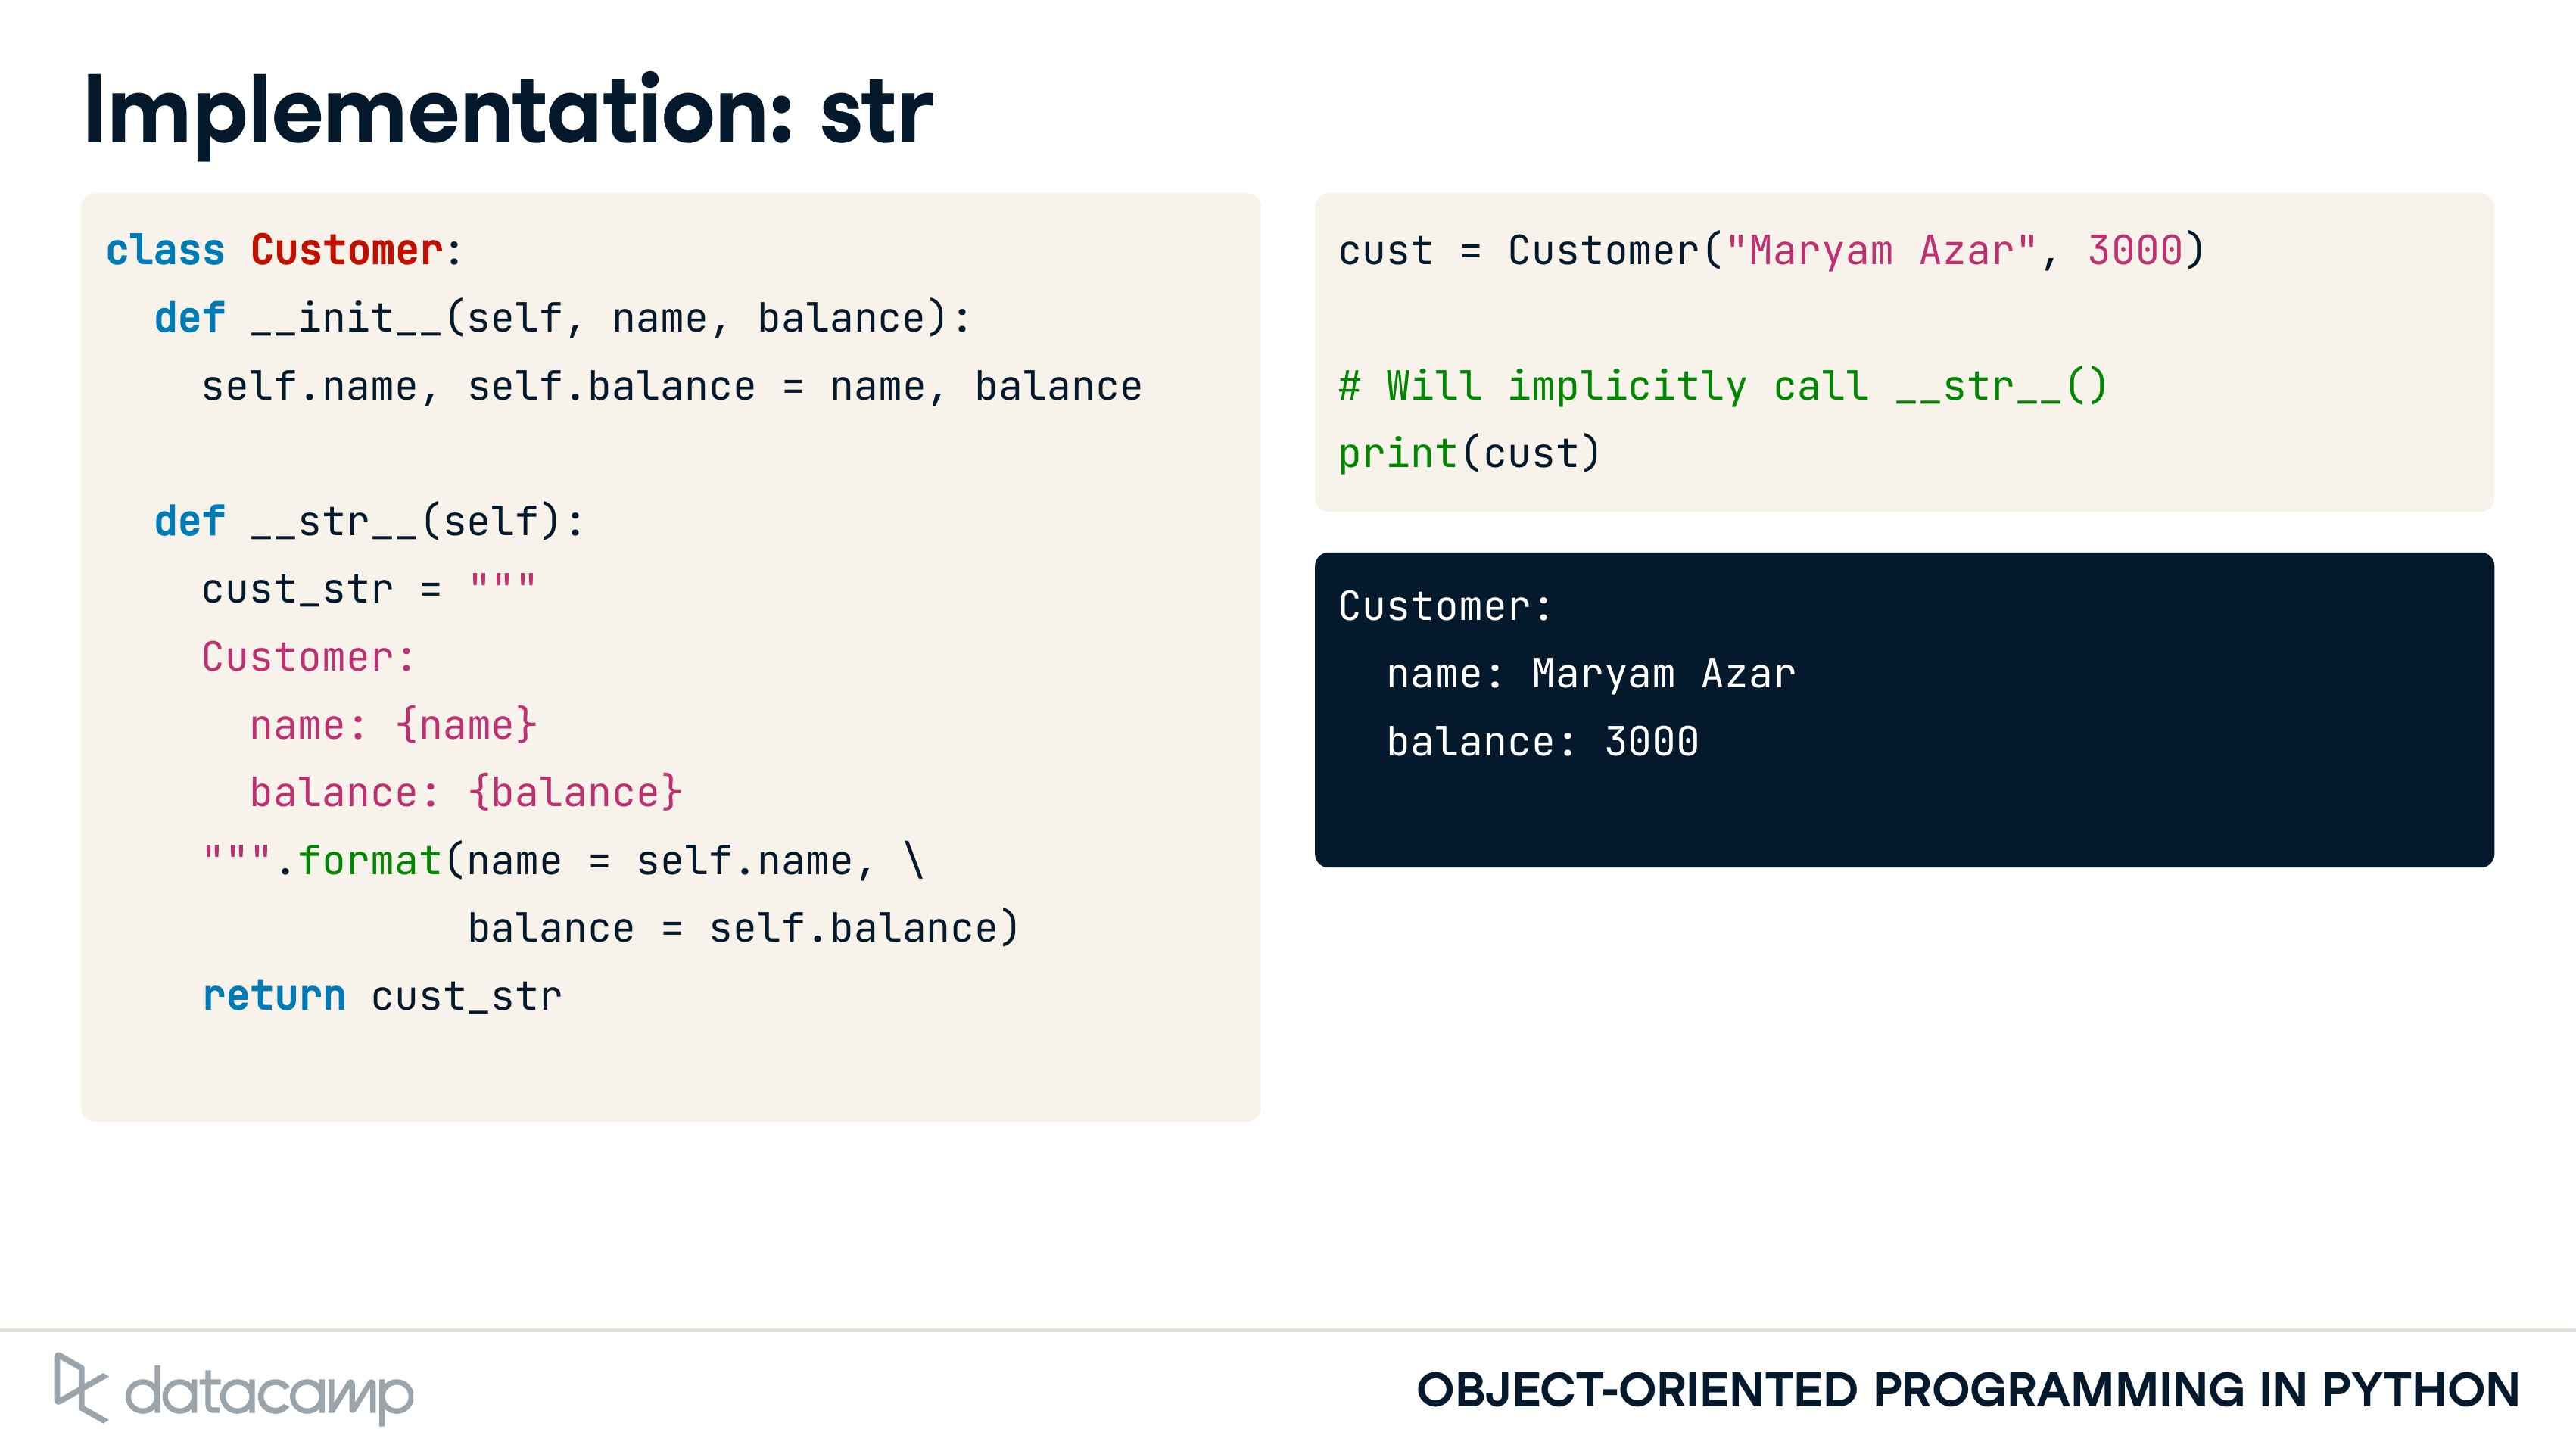 Implementation: str
class Customer:
  def __init__(self, name, balance):
    self.name, self.balance = name, balance

  def __str__(self):
    cust_str = """
    Customer:
      name: {name}
      balance: {balance}
    """.format(name = self.name, \
               balance = self.balance)
    return cust_str
cust = Customer("Maryam Azar", 3000)

# Will implicitly call __str__()
print(cust)
Customer:
  name: Maryam Azar
  balance: 3000
datacamp
OBJECT-ORIENTED PROGRAMMING IN PYTHON